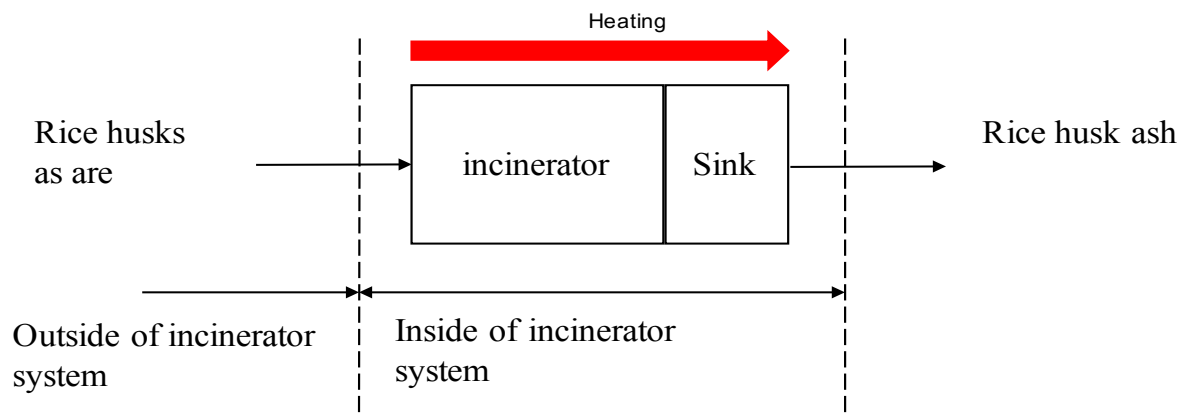 Heating
Rice husks
as are
incinerator
Sink
Rice husk ash
Outside of incinerator
system
Inside of incinerator
system